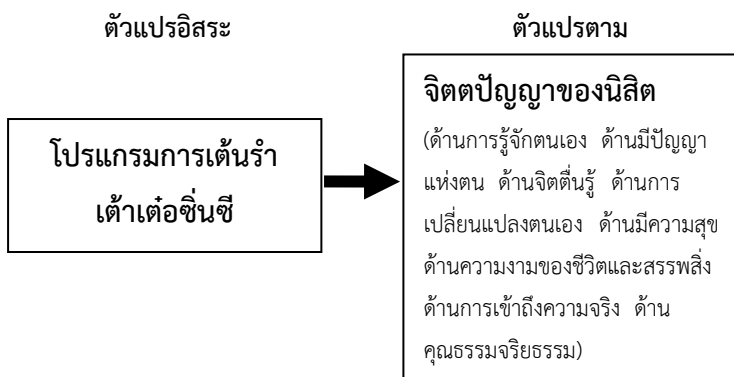 ตัวแปรอิสระ
ตัวแปรตาม
โปรแกรมการเต้นรำ
เต้าเต๋อซิ่นซี
จิตตปัญญาของนิสิต
(ด้านการรู้จักตนเอง ด้านมีปัญญา
แห่งตน ด้านจิตตื่นรู้ ด้านการ
เปลี่ยนแปลงตนเอง ด้านมีความสุข
ด้านความงามของชีวิตและสรรพสิ่ง
ด้านการเข้าถึงความจริง ด้าน
คุณธรรมจริยธรรม)